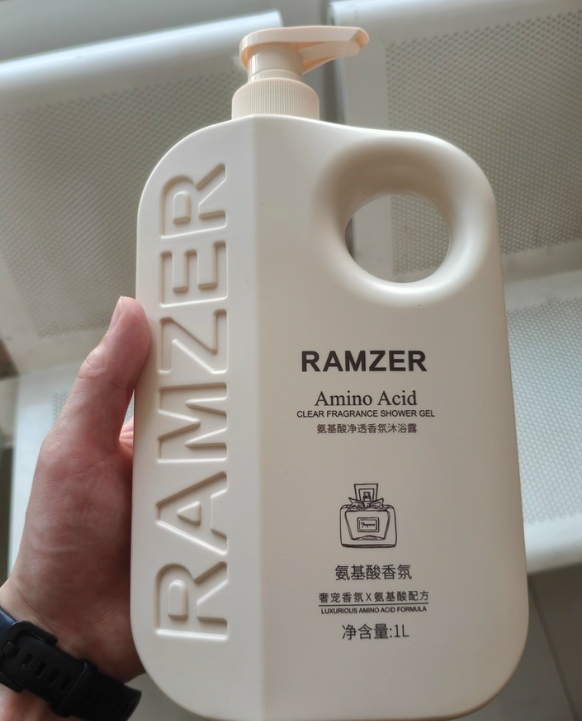 RAMZER
RAMZER
Amino Acid
CLEAR FRAGRANCE SHOWER GEL
氨基酸净透香氛沐浴露
氨基酸香氛
奢宠香氛X氨基酸配方
LUXURIOUS AMINO ACID FORMULA
净含量:1L